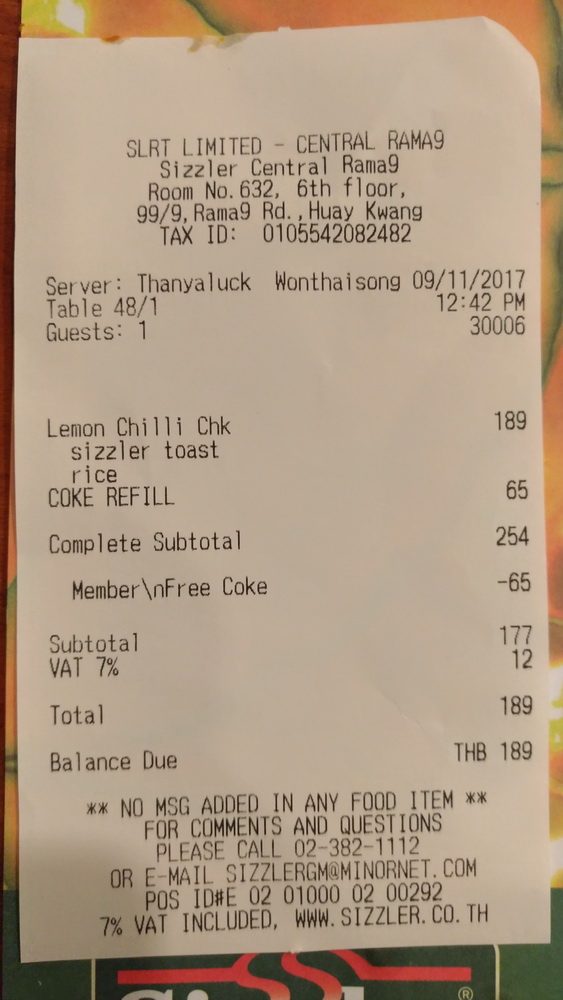 SLRT LIMITED - CENTRAL RAMA9
Sizzler Central Rama9
Room No.632, 6th floor,
99/9,Rama9 Rd.,Huay Kwang
TAX ID: 0105542082482
Server: Thanyaluck Wonthaisong 09/11/2017
Table 48/1 12:42 PM
Guests: 1 30006
Lemon Chilli Chk 189
sizzler toast
rice
COKE REFILL 65
Complete Subtotal 254
Member\nFree Coke -65
Subtotal 177
VAT 7% 12
Total 189
Balance Due THB 189
** NO MSG ADDED IN ANY FOOD ITEM **
FOR COMMENTS AND QUESTIONS
PLEASE CALL 02-382-1112
OR E-MAIL SIZZLERGM@MINORNET.COM
POS ID#E 02 01000 02 00292
7% VAT INCLUDED, WWW.SIZZLER.CO.TH